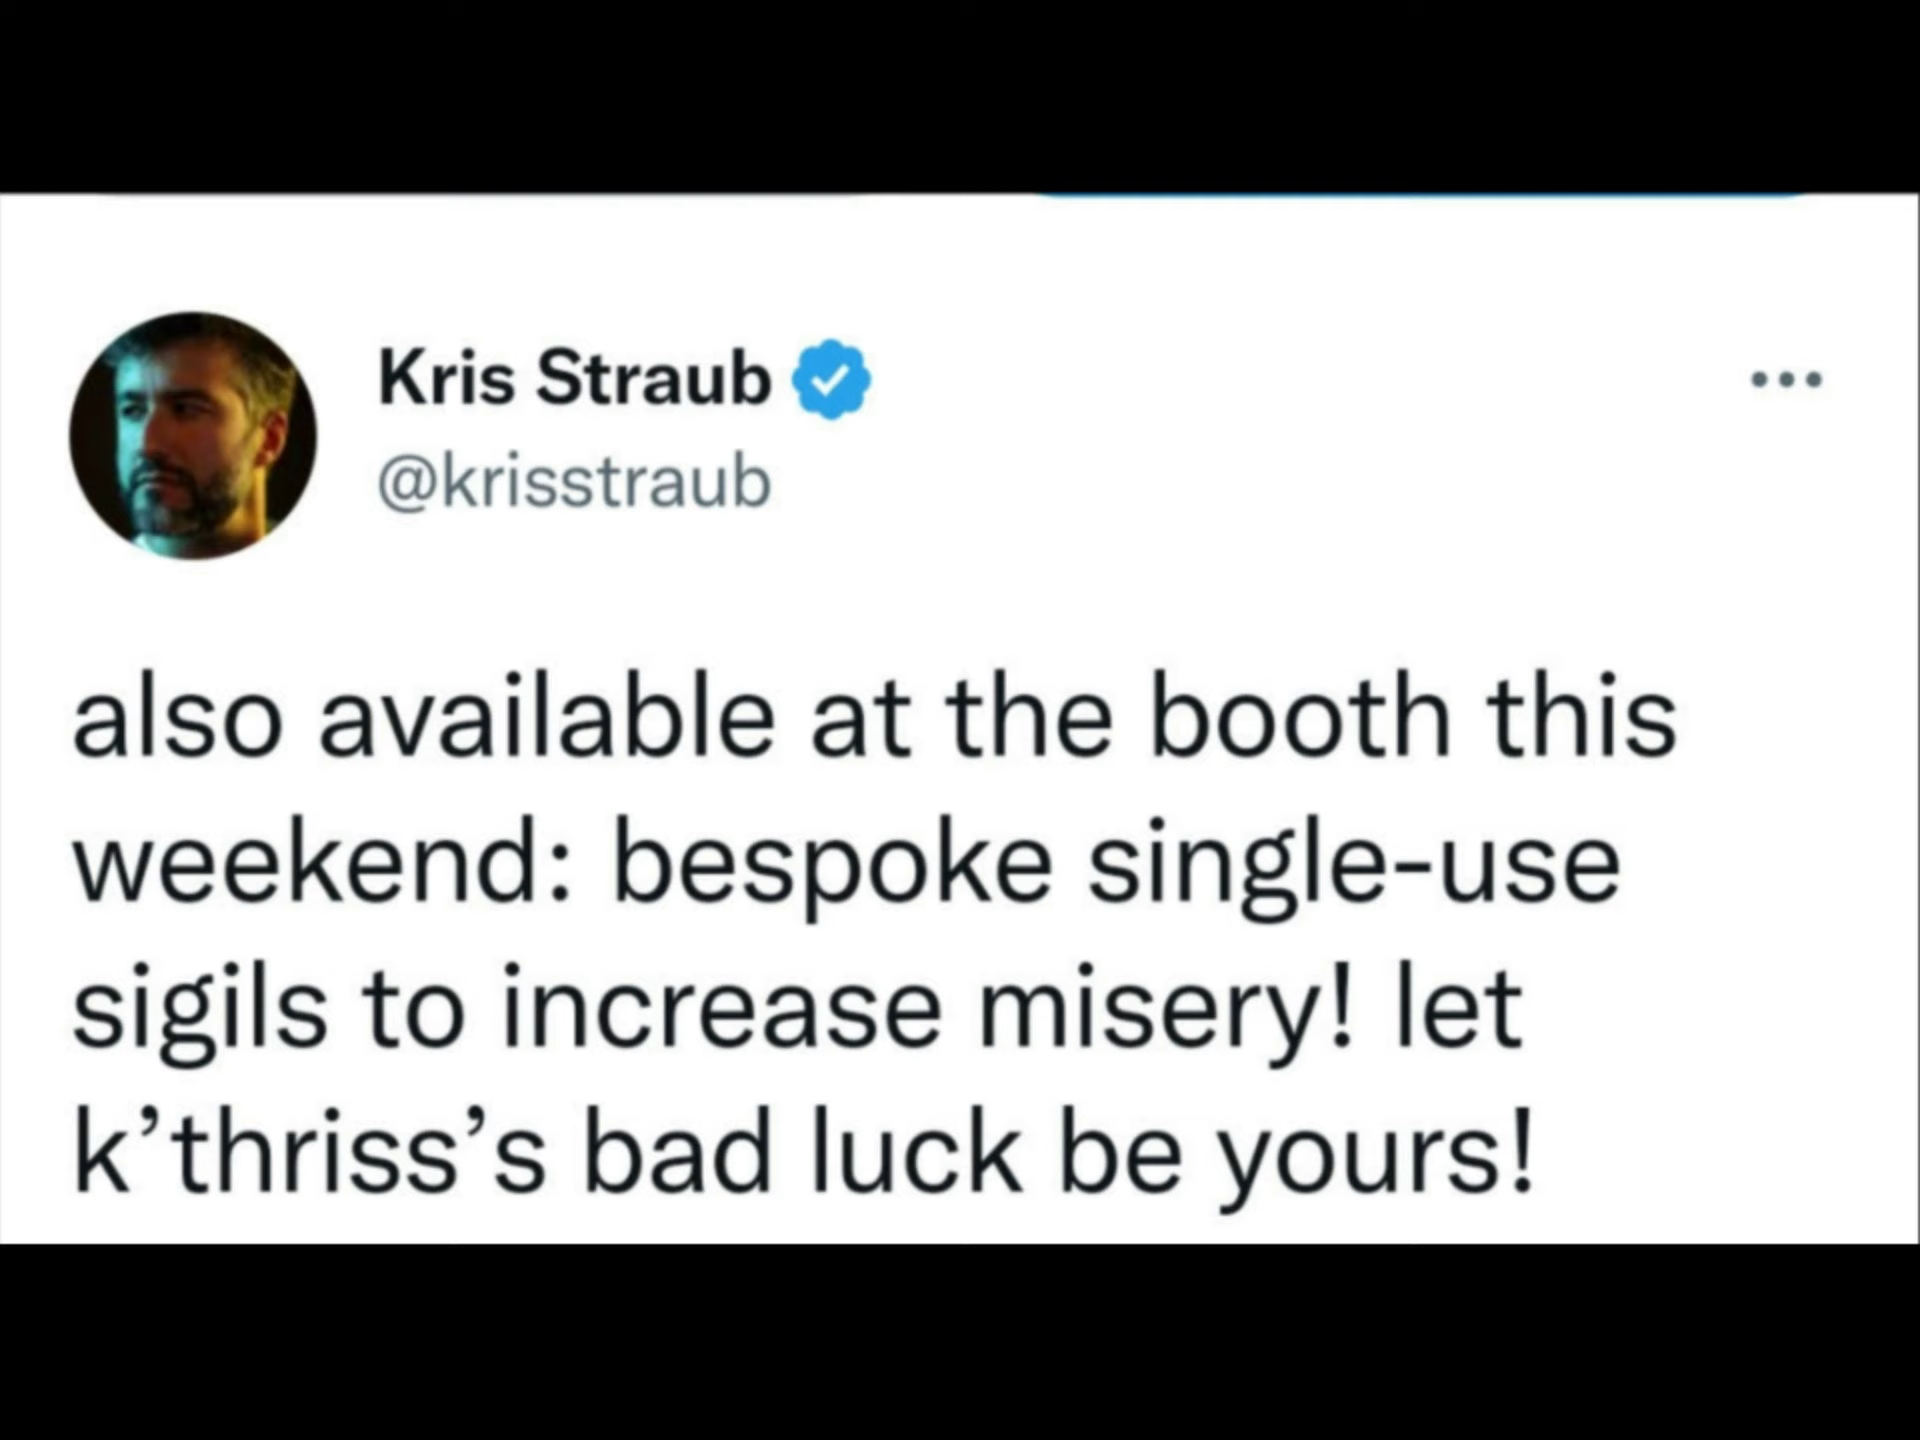 Kris Straub
@krisstraub
also available at the booth this
weekend: bespoke single-use
sigils to increase misery! let
k’thriss’s bad luck be yours!